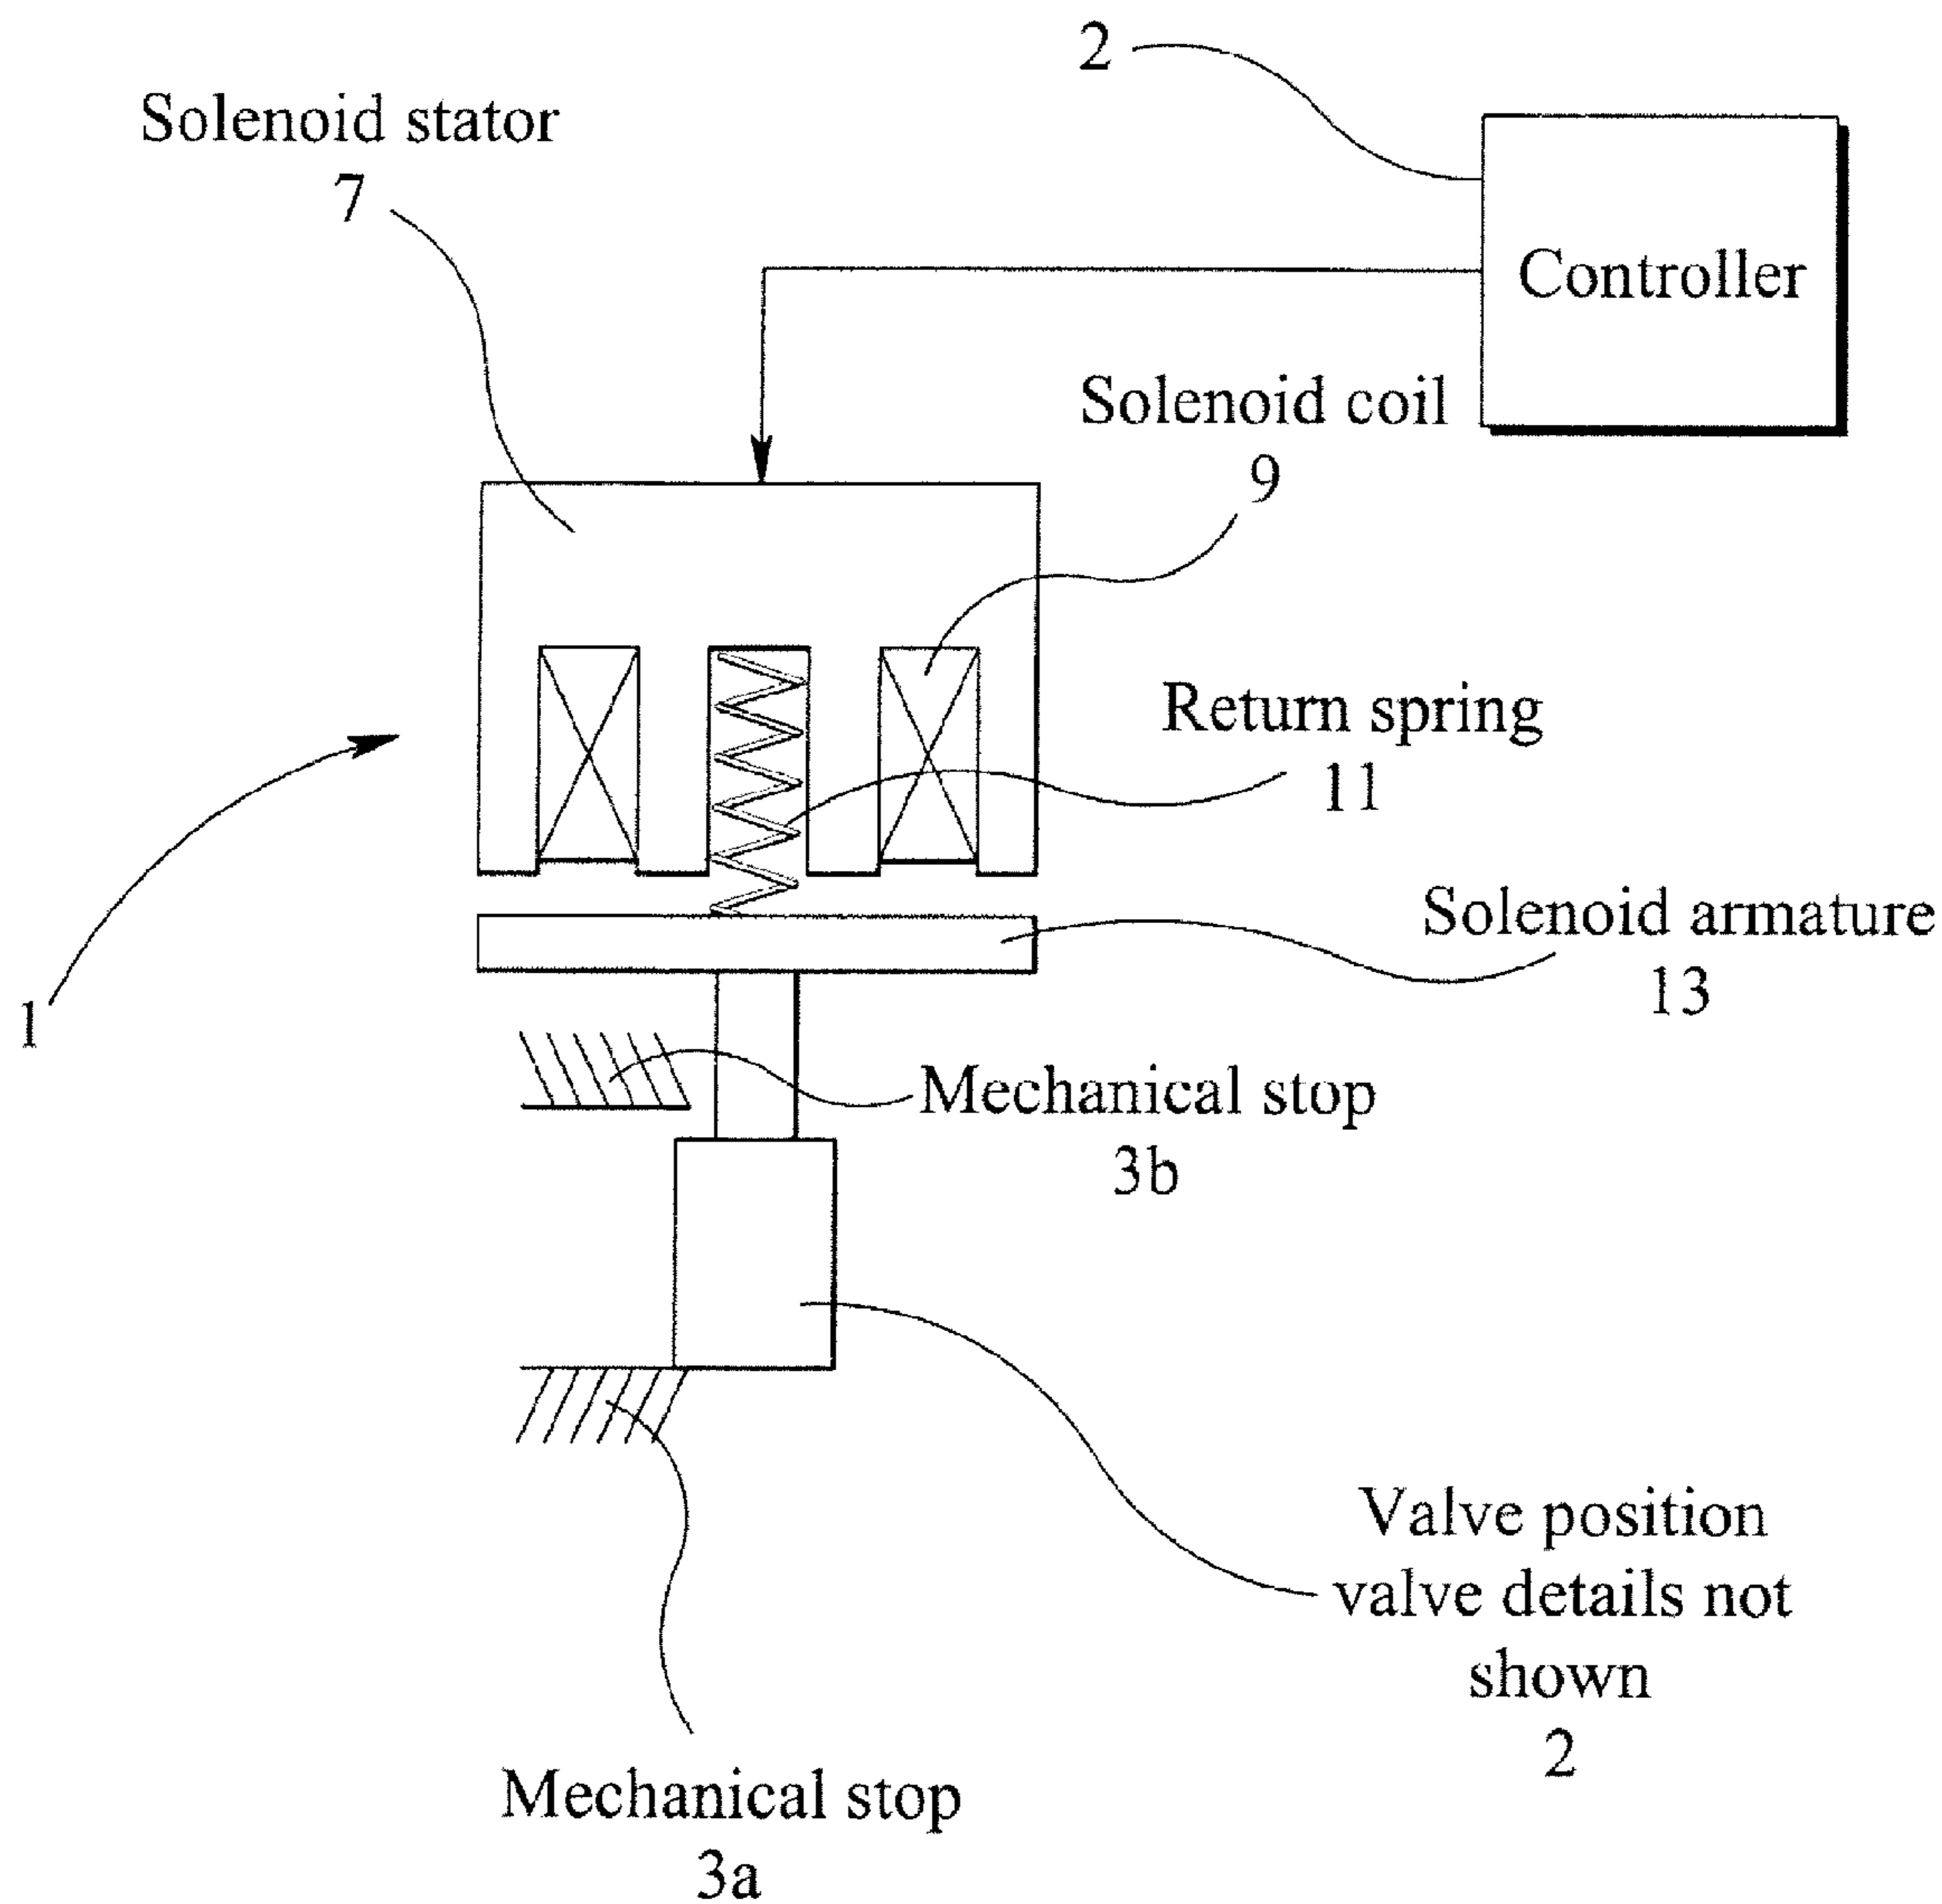 2
Solenoid stator
7
Controller
Solenoid coil
9
Return spring
11
Solenoid armature
13
1
Mechanical stop
3b
Valve position
valve details not
shown
2
Mechanical stop
3a